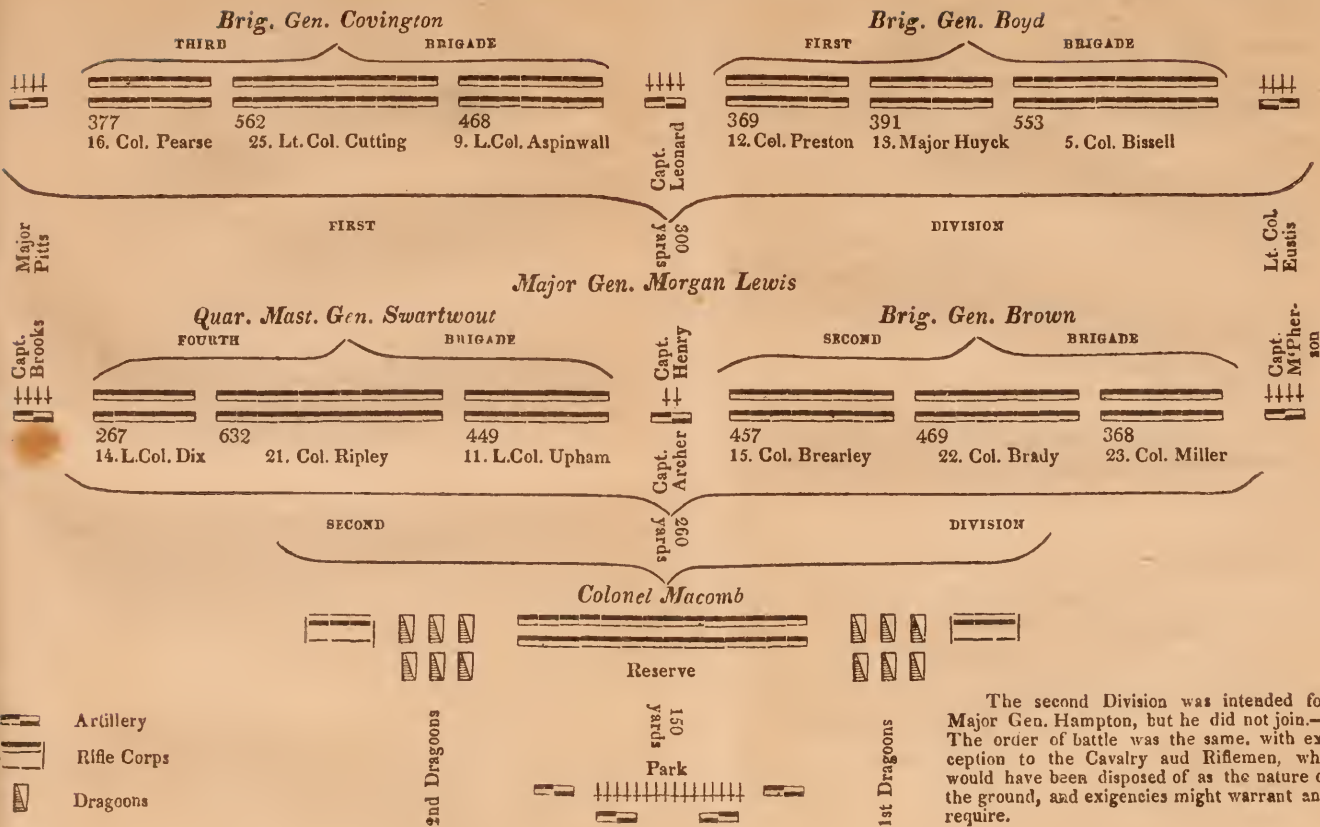 Brig. Gen. Covington
Brig. Gen. Boyd
THIRD BRIGADE
FIRST BRIGADE
377 562 468
16. Col. Pearse 25. Lt. Col. Cutting 9. L.Col. Aspinwall
Capt.
Leonard
369 391 553
12. Col. Preston 13. Major Huyck 5. Col. Bissell
Major
Pitts
FIRST
300
yards
DIVISION
Lt. Col.
Eustis
Major Gen. Morgan Lewis
Quar. Mast. Gen. Swartwout
Brig. Gen. Brown
Capt.
Brooks
FOURTH BRIGADE
Capt.
Henry
SECOND BRIGADE
Capt.
M'Pher-
son
267 632 449
14. L.Col. Dix 21. Col. Ripley 11. L.Col. Upham
Capt.
Archer
457 469 368
15. Col. Brearley 22. Col. Brady 23. Col. Miller
SECOND
260
yards
DIVISION
Colonel Macomb
Reserve
Artillery
Rifle Corps
Dragoons
2nd Dragoons
150
yards
Park
1st Dragoons
The second Division was intended fo
Major Gen. Hampton, but he did not join.—
The order of battle was the same, with ex
ception to the Cavalry aud Riflemen, wh
would have been disposed of as the nature o
the ground, and exigencies might warrant an
require.